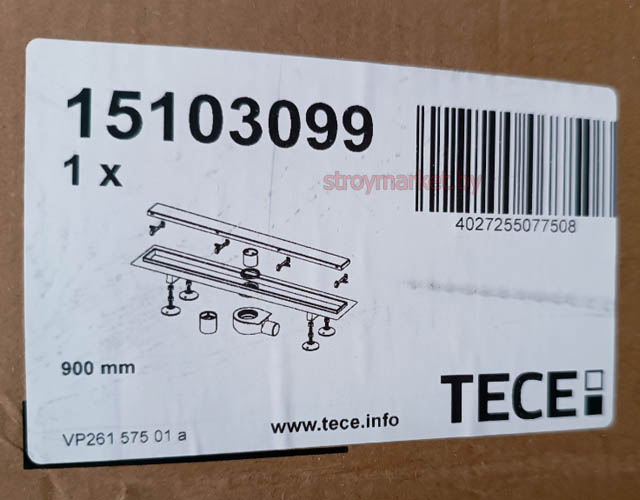 15103099
1 x
stroymarket.by
4027255077508
900 mm
TECE
www.tece.info
VP261 575 01 a